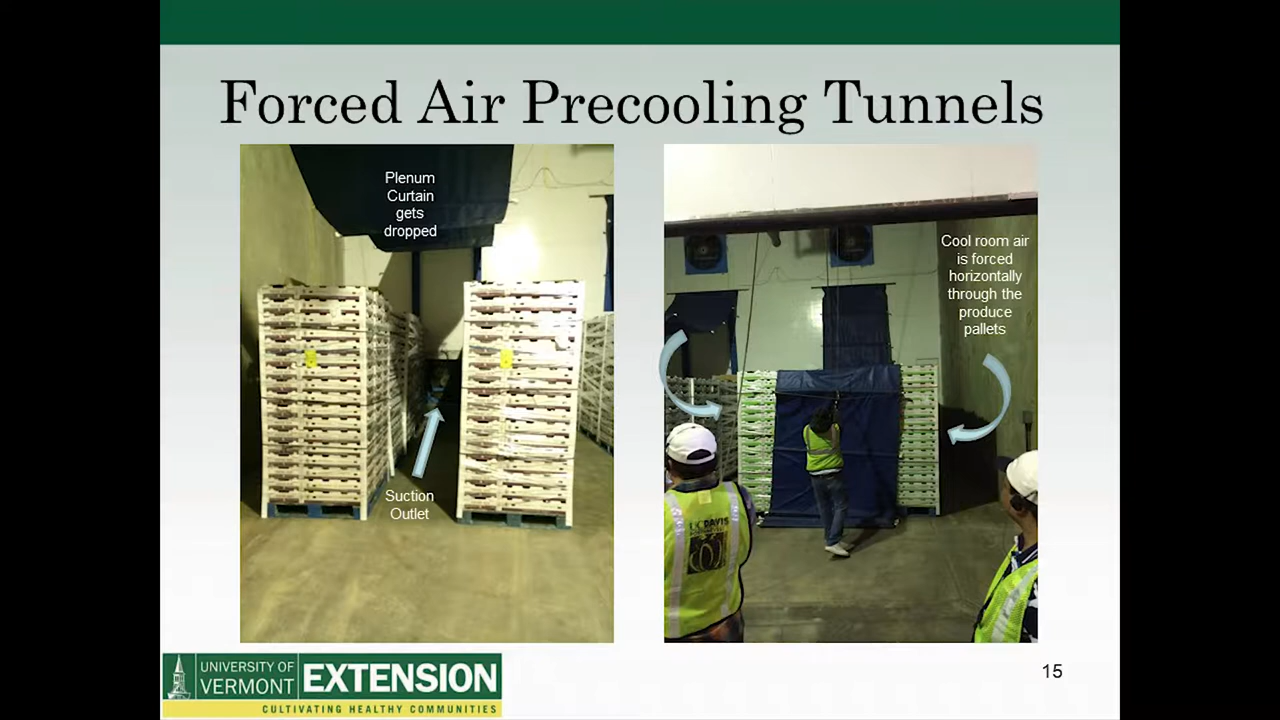 Forced Air Precooling Tunnels
Plenum
Curtain
gets
dropped
Suction
Outlet
Cool room air
is forced
horizontally
through the
produce
pallets
UC DAVIS
UNIVERSITY OF
VERMONT
EXTENSION
CULTIVATING HEALTHY COMMUNITIES
15